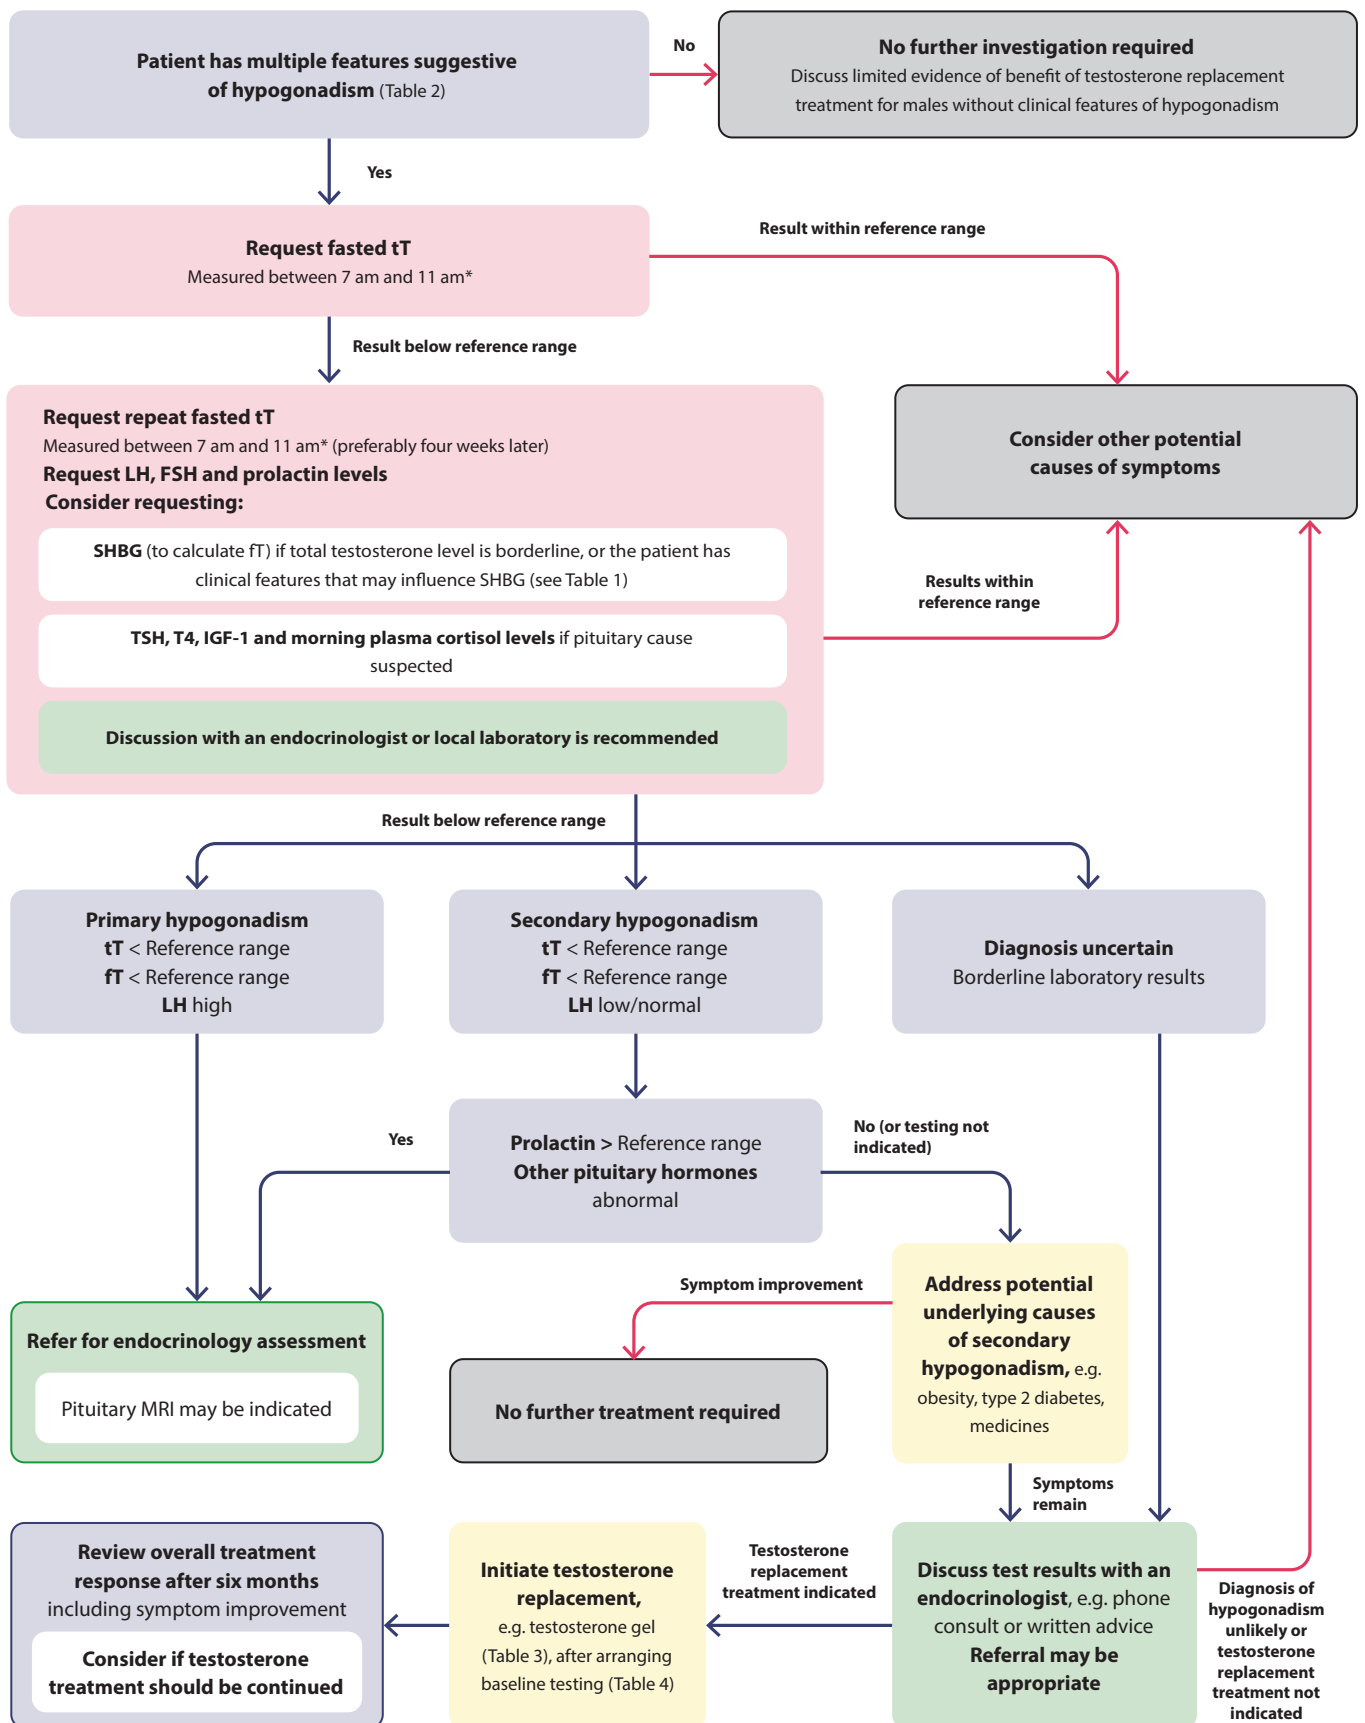 Patient has multiple features suggestive
of hypogonadism (Table 2)
No
No further investigation required
Discuss limited evidence of benefit of testosterone replacement
treatment for males without clinical features of hypogonadism
Yes
Request fasted tT
Measured between 7 am and 11 am*
Result within reference range
Result below reference range
Request repeat fasted tT
Measured between 7 am and 11 am* (preferably four weeks later)
Request LH, FSH and prolactin levels
Consider requesting:
SHBG (to calculate fT) if total testosterone level is borderline, or the patient has
clinical features that may influence SHBG (see Table 1)
TSH, T4, IGF-1 and morning plasma cortisol levels if pituitary cause
suspected
Discussion with an endocrinologist or local laboratory is recommended
Consider other potential
causes of symptoms
Results within
reference range
Result below reference range
Primary hypogonadism
tT < Reference range
fT < Reference range
LH high
Secondary hypogonadism
tT < Reference range
fT < Reference range
LH low/normal
Diagnosis uncertain
Borderline laboratory results
Yes
Prolactin > Reference range
Other pituitary hormones
abnormal
No (or testing not
indicated)
Refer for endocrinology assessment
Pituitary MRI may be indicated
Symptom improvement
No further treatment required
Address potential
underlying causes
of secondary
hypogonadism, e.g.
obesity, type 2 diabetes,
medicines
Symptoms
remain
Review overall treatment
response after six months
including symptom improvement
Consider if testosterone
treatment should be continued
Initiate testosterone
replacement,
e.g. testosterone gel
(Table 3), after arranging
baseline testing (Table 4)
Testosterone
replacement
treatment indicated
Discuss test results with an
endocrinologist, e.g. phone
consult or written advice
Referral may be
appropriate
Diagnosis of
hypogonadism
unlikely or
testosterone
replacement
treatment not
indicated